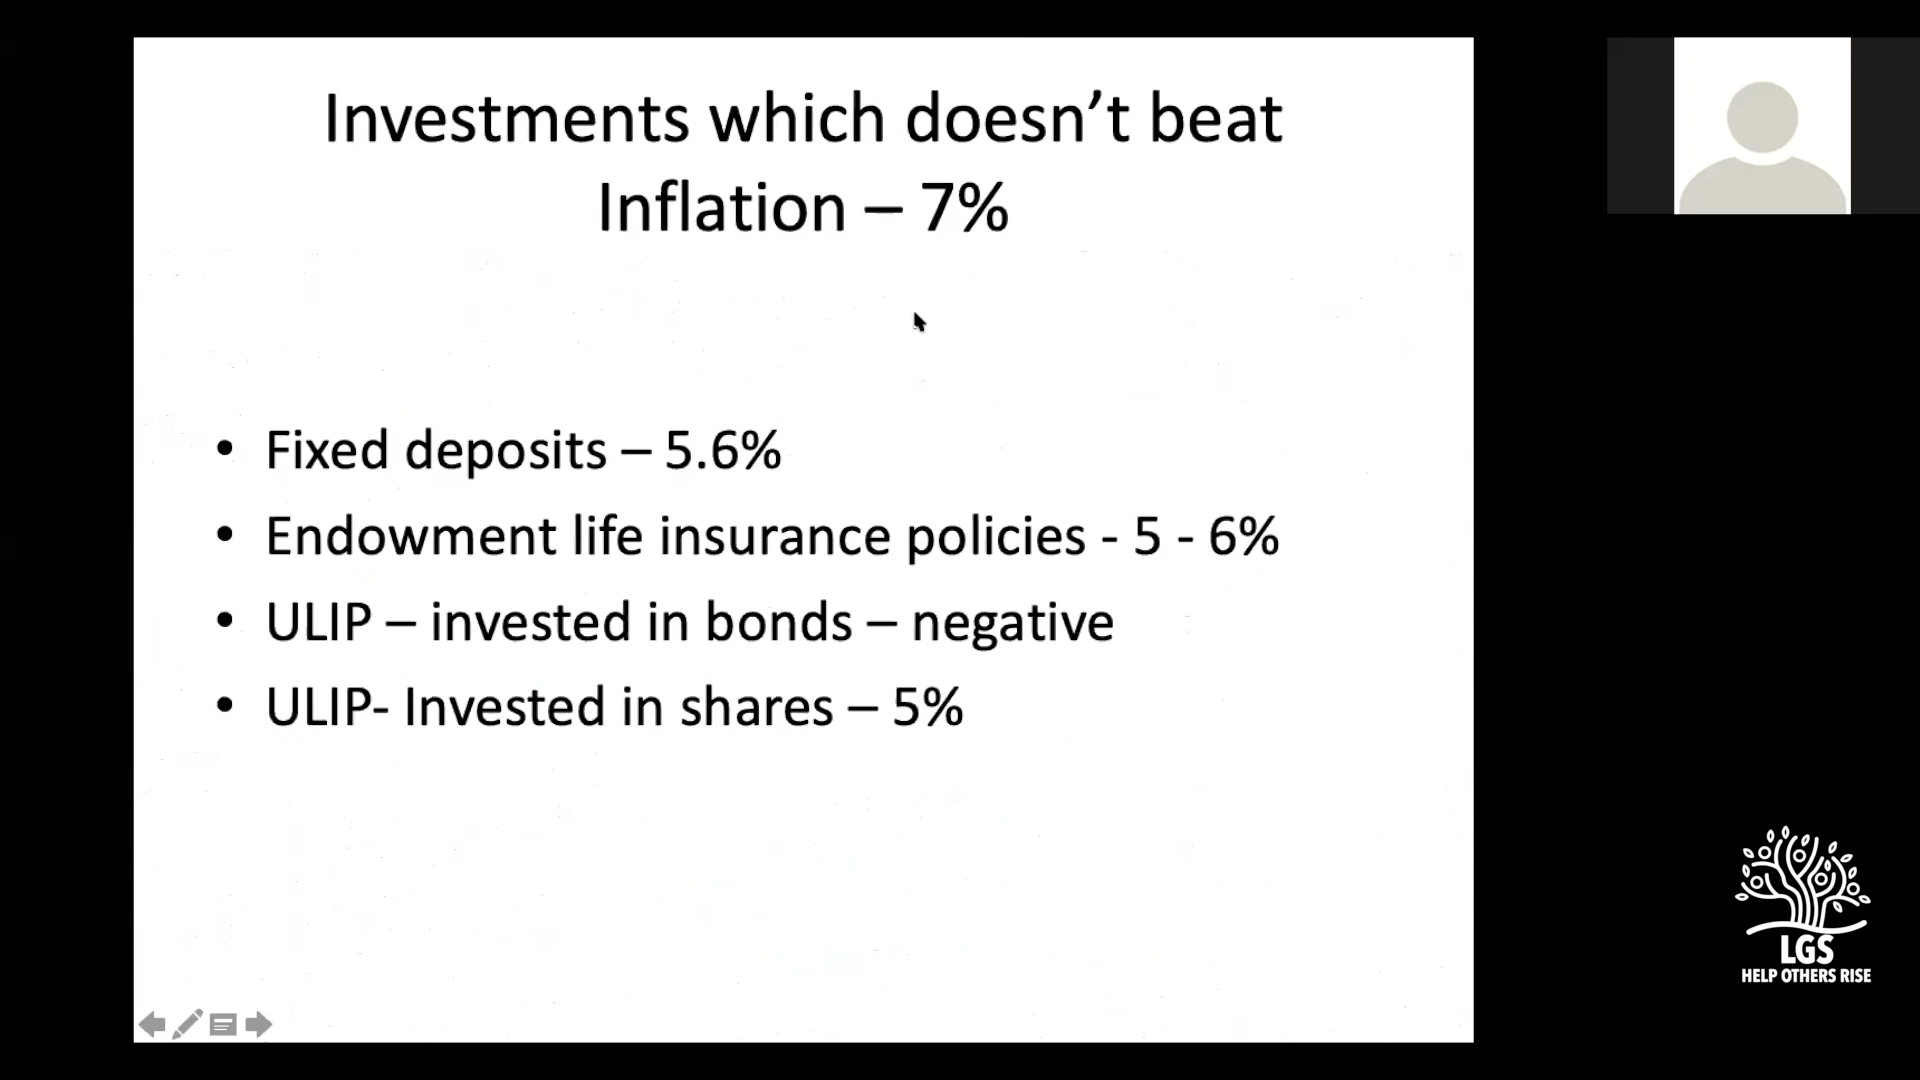 Investments which doesn’t beat
Inflation – 7%
• Fixed deposits – 5.6%
• Endowment life insurance policies - 5 - 6%
• ULIP – invested in bonds – negative
• ULIP- Invested in shares – 5%
LGS
HELP OTHERS RISE